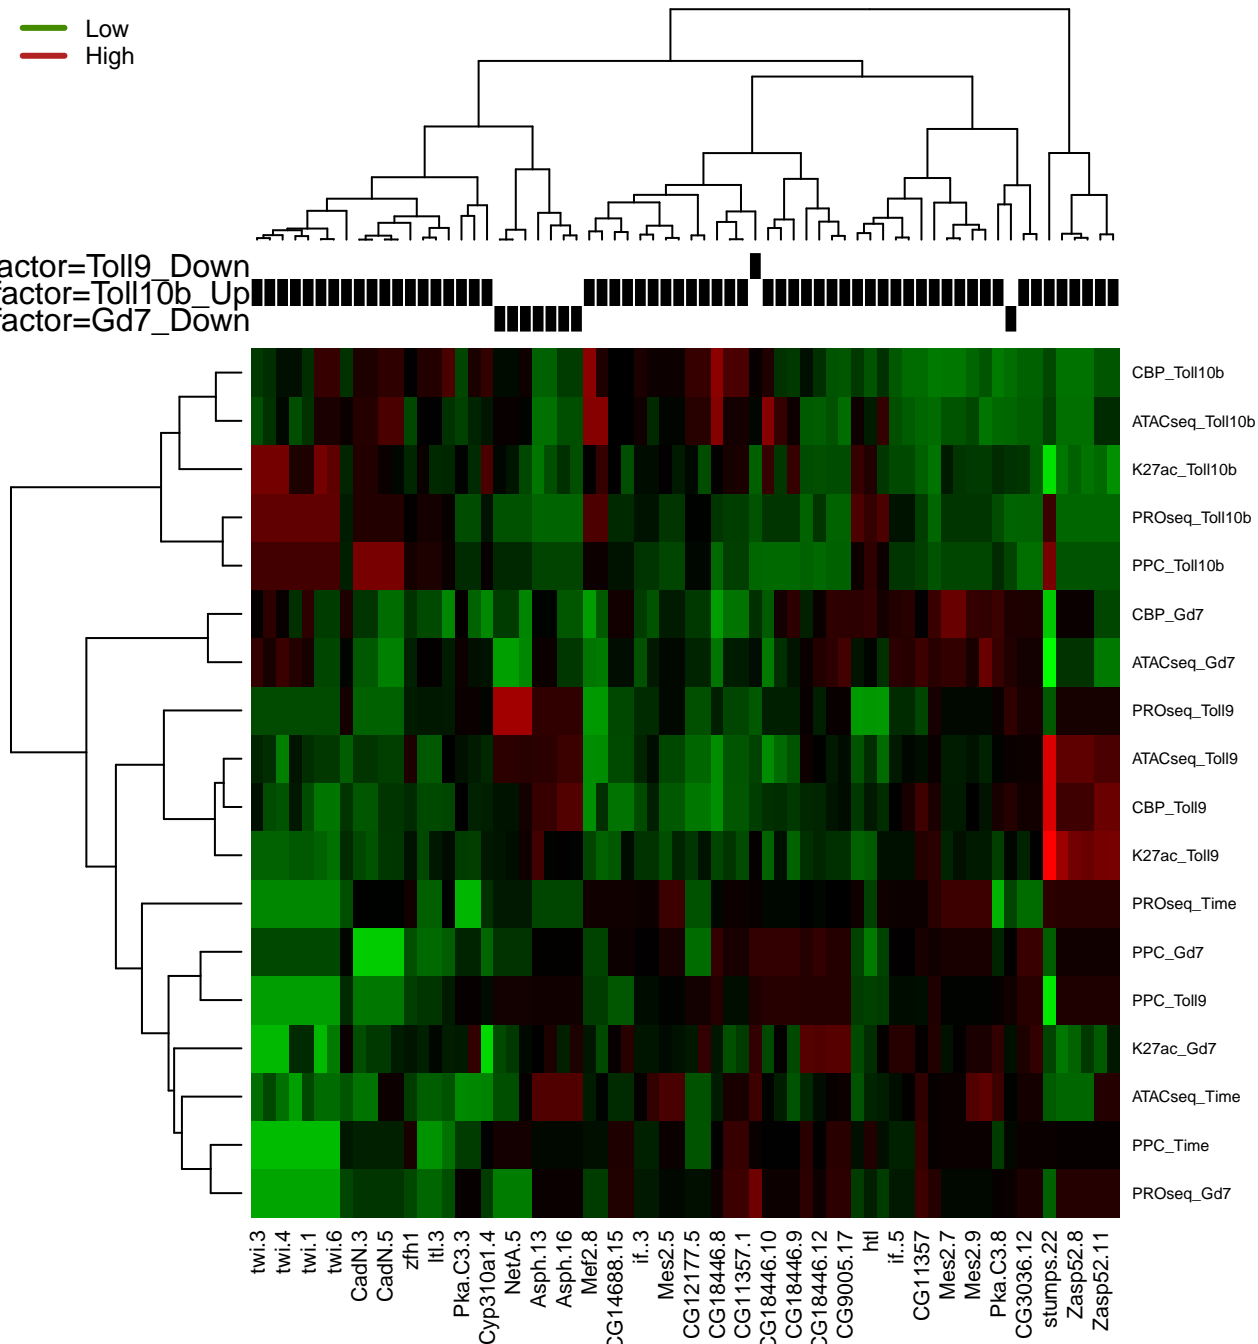 Low
High
actor=Toll9_Down
factor=Toll10b_Up
factor=Gd7_Down
CBP_Toll10b
ATACseq_Toll10b
K27ac_Toll10b
PROseq_Toll10b
PPC_Toll10b
CBP_Gd7
ATACseq_Gd7
PROseq_Toll9
ATACseq_Toll9
CBP_Toll9
K27ac_Toll9
PROseq_Time
PPC_Gd7
PPC_Toll9
K27ac_Gd7
ATACseq_Time
PPC_Time
PROseq_Gd7
twi.3
twi.4
twi.1
twi.6
CadN.3
CadN.5
zfh1
ltl.3
Pka.C3.3
Cyp310a1.4
NetA.5
Asph.13
Asph.16
Mef2.8
CG14688.15
if..3
Mes2.5
CG12177.5
CG18446.8
CG11357.1
CG18446.10
CG18446.9
CG18446.12
CG9005.17
htl
if..5
CG11357
Mes2.7
Mes2.9
Pka.C3.8
CG3036.12
stumps.22
Zasp52.8
Zasp52.11